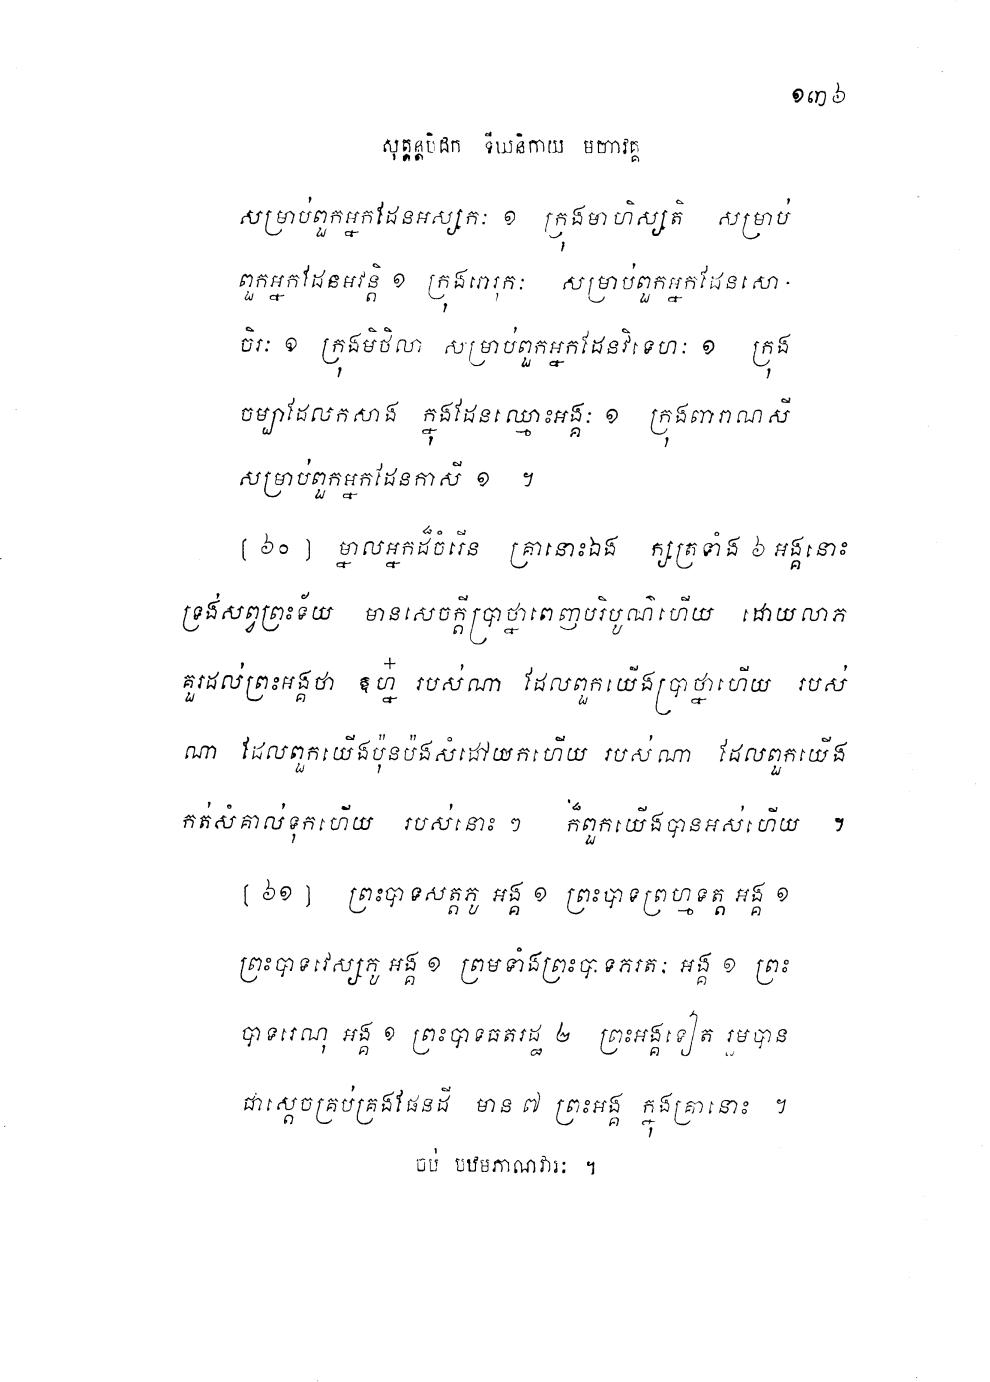 ១៣៦
សុត្តន្តបិដក ទីឃនិកាយ មហាវគ្គ
សម្រាប់ពួកអ្នកដែនអស្សកៈ ១ ក្រុងមាហិស្សតិ សម្រាប់
ពួកអ្នកដែនអវន្តិ ១ ក្រុងរោរុកៈ សម្រាប់ពួកអ្នកដែនសោ-
ចិរៈ ១ ក្រុងមិថិលា សម្រាប់ពួកអ្នកដែនវិទេហៈ ១ ក្រុង
ចម្បាដែលកសាង ក្នុងដែនឈ្មោះអង្គៈ ១ ក្រុងពារាណសី
សម្រាប់ពួកអ្នកដែនកាសី ១ ។
[ ៦០ ] ម្នាលអ្នកដ៏ចំរើន គ្រានោះឯង ក្សត្រទាំង ៦ អង្គនោះ
ទ្រង់សព្វព្រះទ័យ មានសេចក្តីប្រាថ្នាពេញបរិបូណ៌ហើយ ដោយលាភ
គួរដល់ព្រះអង្គថា ឧហ្ន៎ របស់ណា ដែលពួកយើងប្រាថ្នាហើយ របស់
ណា ដែលពួកយើងប៉ុនប៉ងសំដៅយកហើយ របស់ណា ដែលពួកយើង
កត់សំគាល់ទុកហើយ របស់នោះ ៗ ក៏ពួកយើងបានអស់ហើយ ។
[ ៦១ ] ព្រះបាទសត្តភូ អង្គ ១ ព្រះបាទព្រហ្មទត្ត អង្គ ១
ព្រះបាទវេស្សភូ អង្គ ១ ព្រមទាំងព្រះបាទភរតៈ អង្គ ១ ព្រះ
បាទរេណុ អង្គ ១ ព្រះបាទធតរដ្ឋ ២ ព្រះអង្គទៀត រួមបាន
ជាស្តេចគ្រប់គ្រងផែនដី មាន ៧ ព្រះអង្គ ក្នុងគ្រានោះ ។
ចប់ បឋមភាណវារៈ ។